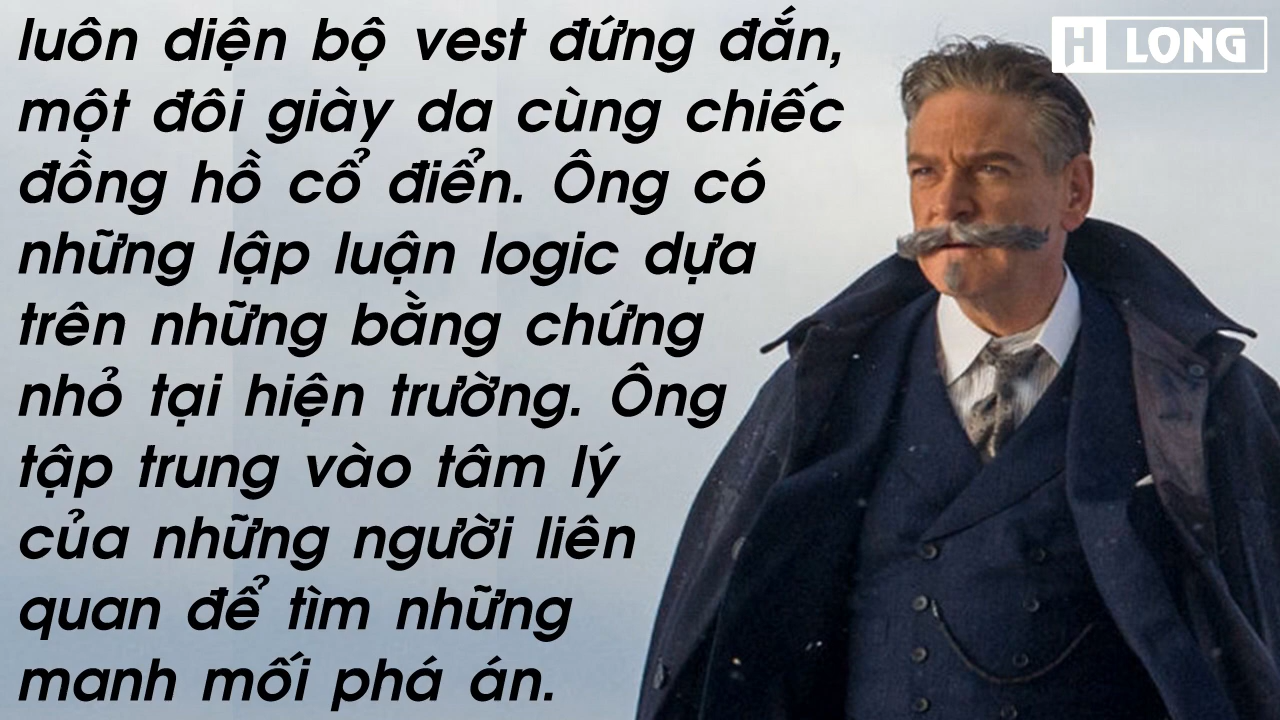 luôn diện bộ vest đứng đắn,
một đôi giày da cùng chiếc
đồng hồ cổ điển. Ông có
những lập luận logic dựa
trên những bằng chứng
nhỏ tại hiện trường. Ông
tập trung vào tâm lý
của những người liên
quan để tìm những
manh mối phá án.
H LONG